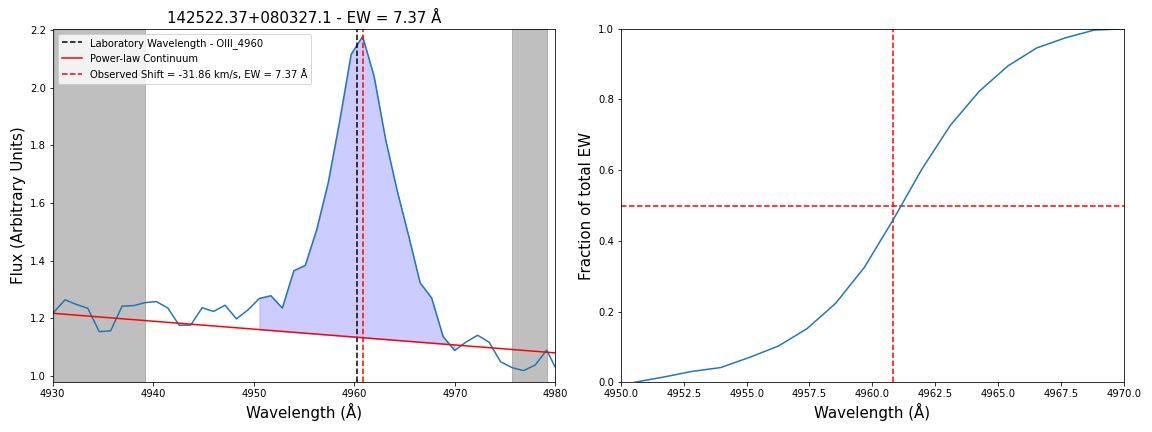 142522.37+080327.1 - EW = 7.37 Å
Laboratory Wavelength - OIII_4960
Power-law Continuum
Observed Shift = -31.86 km/s, EW = 7.37 Å
Flux (Arbitrary Units)
2.2
2.0
1.8
1.6
1.4
1.2
1.0
4930 4940 4950 4960 4970 4980
Wavelength (Å)
Fraction of total EW
1.0
0.8
0.6
0.4
0.2
0.0
4950.0 4952.5 4955.0 4957.5 4960.0 4962.5 4965.0 4967.5 4970.0
Wavelength (Å)